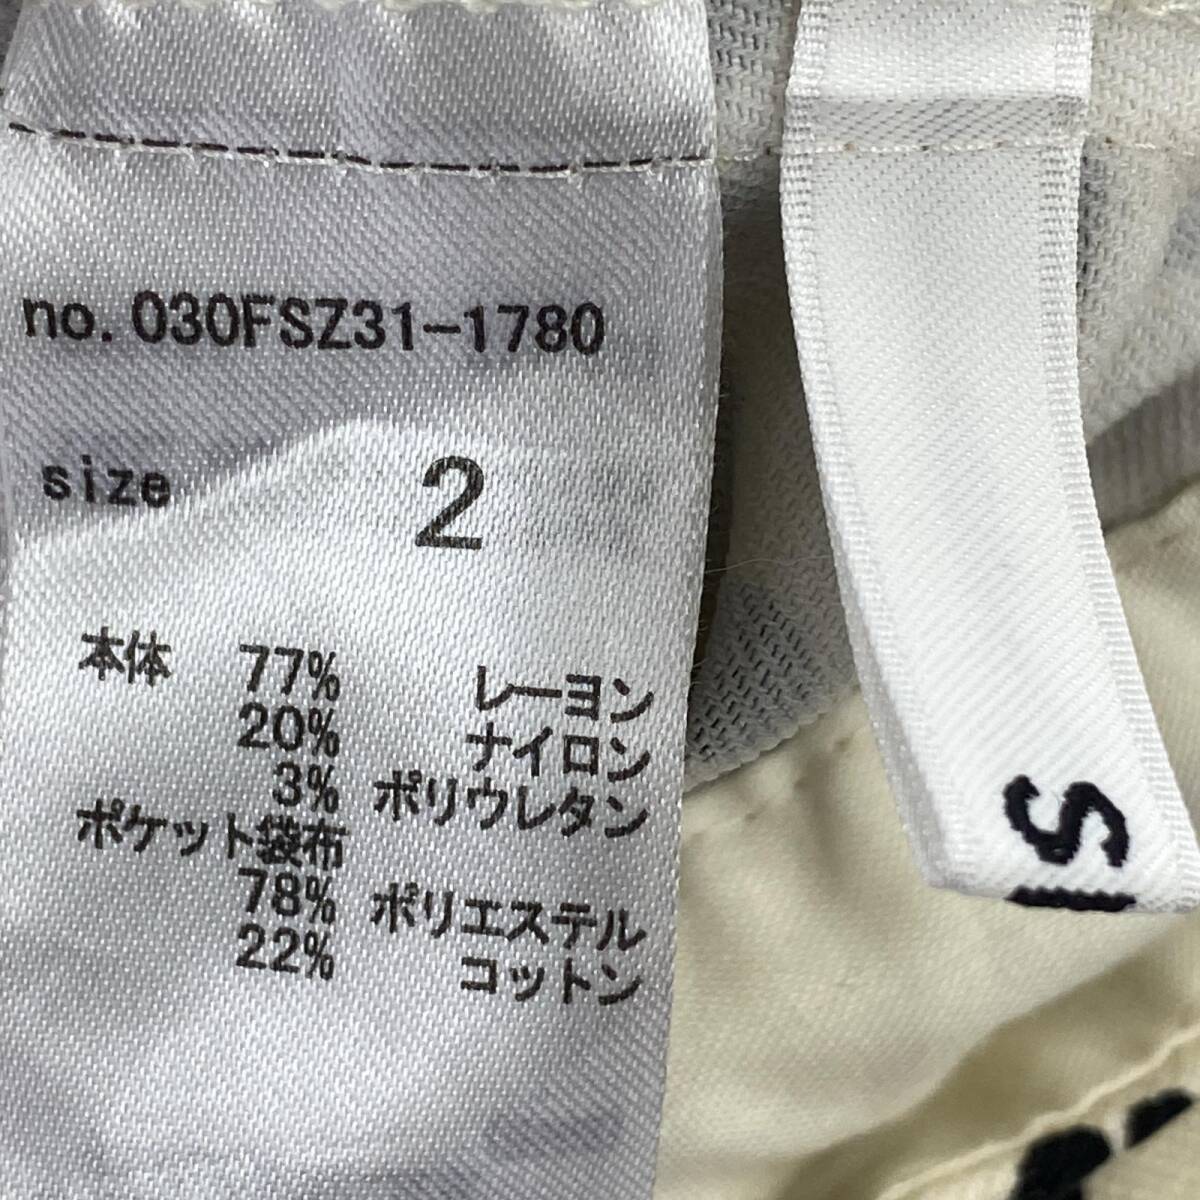 no.030FSZ31-1780
size 2
本体 77% レーヨン
20% ナイロン
3% ポリウレタン
ポケット袋布
78% ポリエステル
22% コットン
S